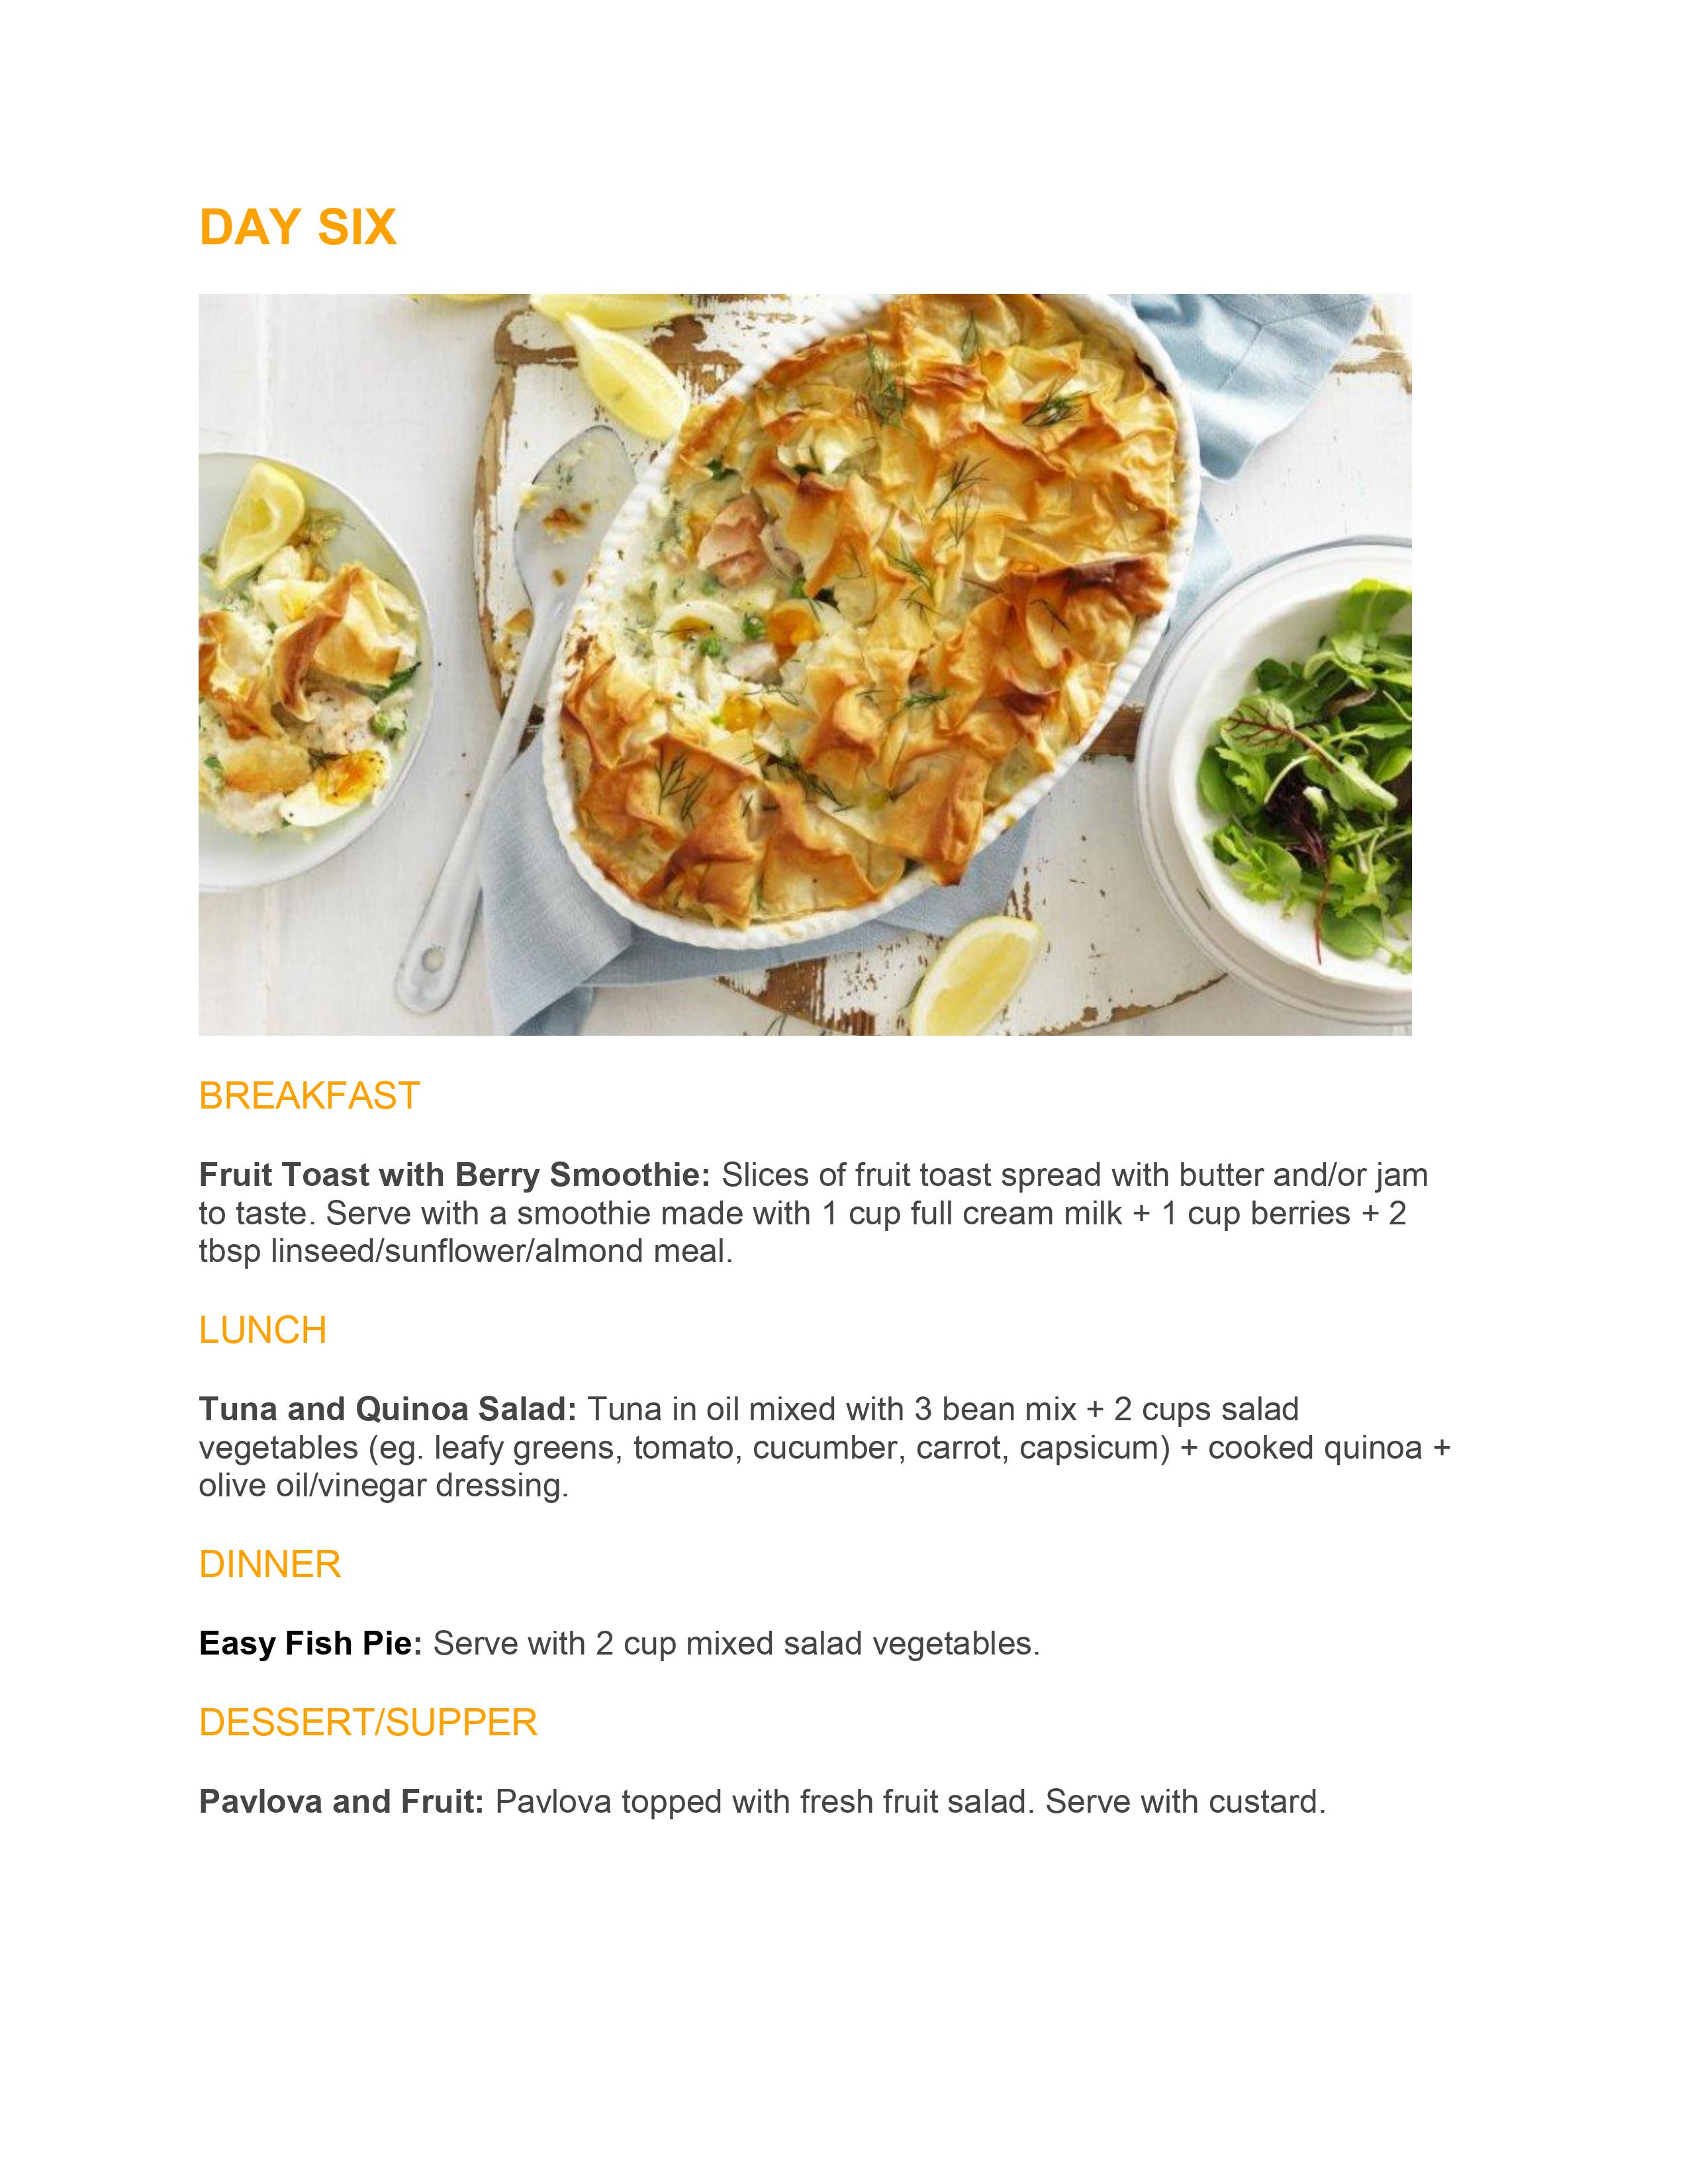 DAY SIX
BREAKFAST
Fruit Toast with Berry Smoothie: Slices of fruit toast spread with butter and/or jam
to taste. Serve with a smoothie made with 1 cup full cream milk + 1 cup berries + 2
tbsp linseed/sunflower/almond meal.
LUNCH
Tuna and Quinoa Salad: Tuna in oil mixed with 3 bean mix + 2 cups salad
vegetables (eg. leafy greens, tomato, cucumber, carrot, capsicum) + cooked quinoa +
olive oil/vinegar dressing.
DINNER
Easy Fish Pie: Serve with 2 cup mixed salad vegetables.
DESSERT/SUPPER
Pavlova and Fruit: Pavlova topped with fresh fruit salad. Serve with custard.